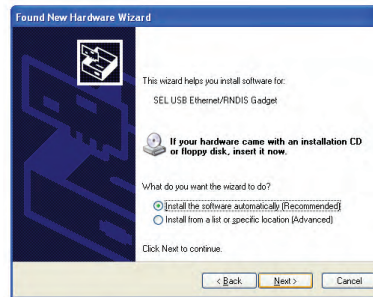 Found New Hardware Wizard
This wizard helps you install software for:
SEL USB Ethernet/RNDIS Gadget
If your hardware came with an installation CD
or floppy disk, insert it now.
What do you want the wizard to do?
Install the software automatically (Recommended)
Install from a list or specific location (Advanced)
Click Next to continue.
< Back Next > Cancel